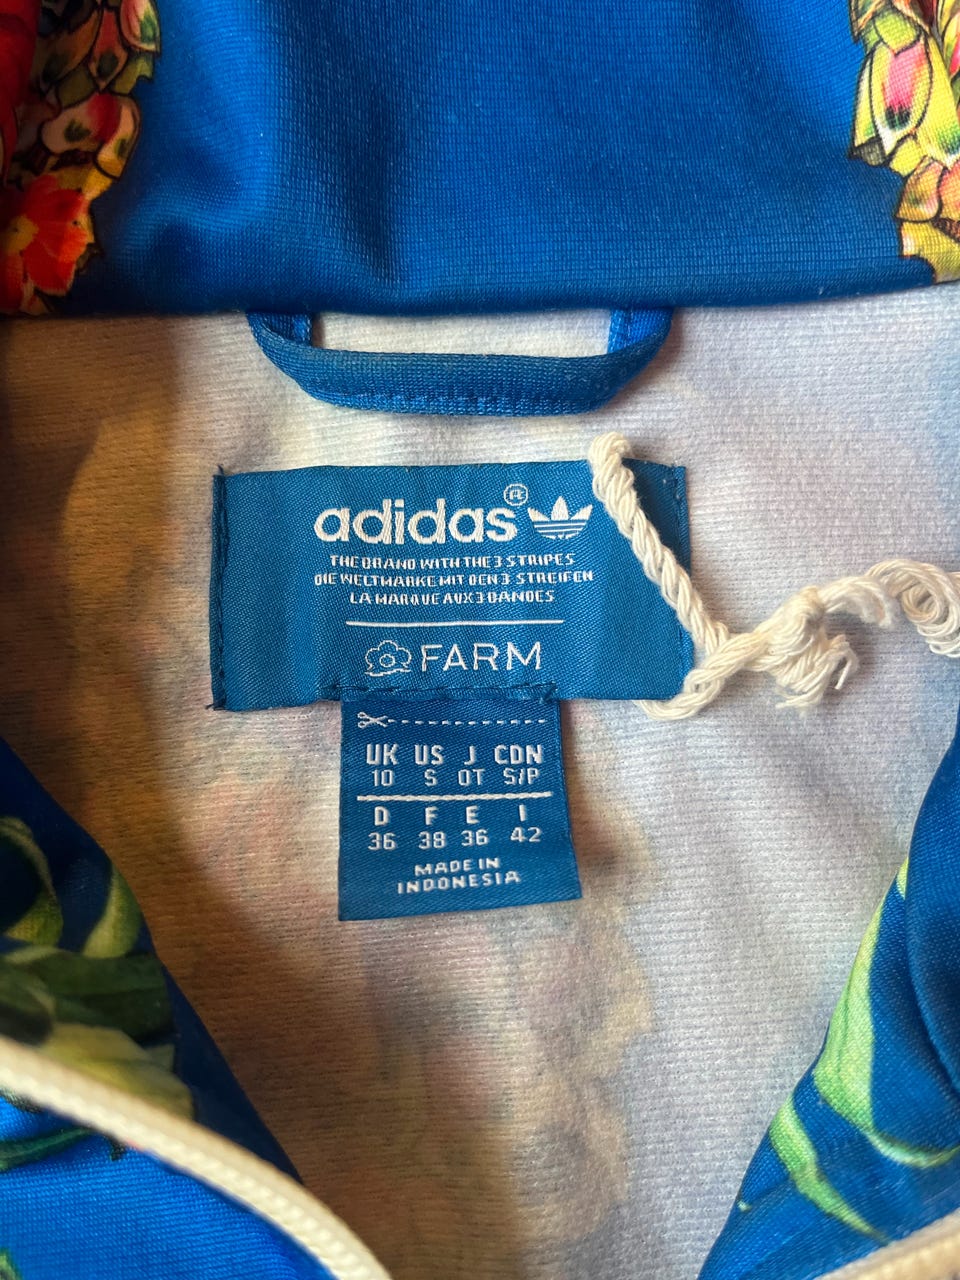 adidas®
THE BRAND WITH THE 3 STRIPES
DIE WELTMARKE MIT DEN 3 STREIFEN
LA MARQUE AUX 3 BANDES
FARM
UK US J CDN
10 S OT S/P
D F E I
36 38 36 42
MADE IN
INDONESIA